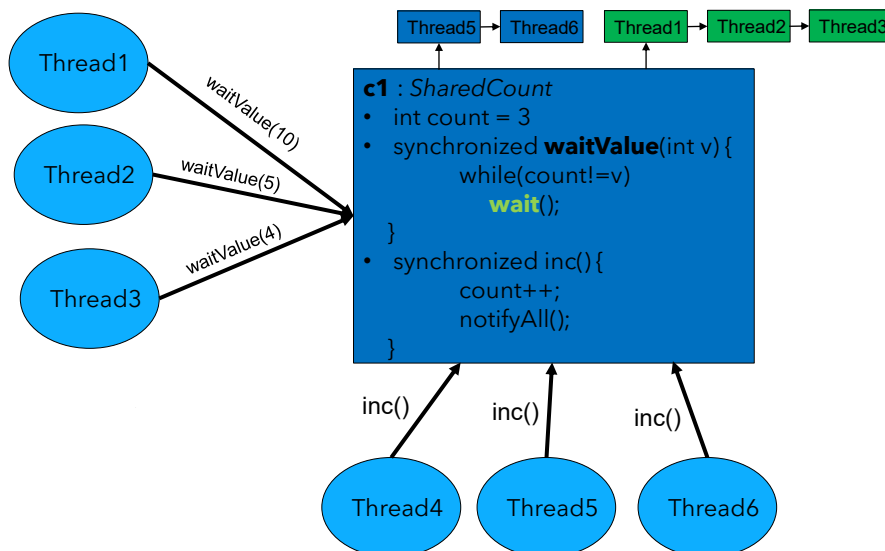 Thread5
Thread6
Thread1
Thread2
Thread3
Thread1
waitValue(10)
Thread2
waitValue(5)
Thread3
waitValue(4)
c1 : SharedCount
• int count = 3
• synchronized waitValue(int v) {
while(count!=v)
wait();
}
• synchronized inc() {
count++;
notifyAll();
}
inc()
inc()
inc()
Thread4
Thread5
Thread6